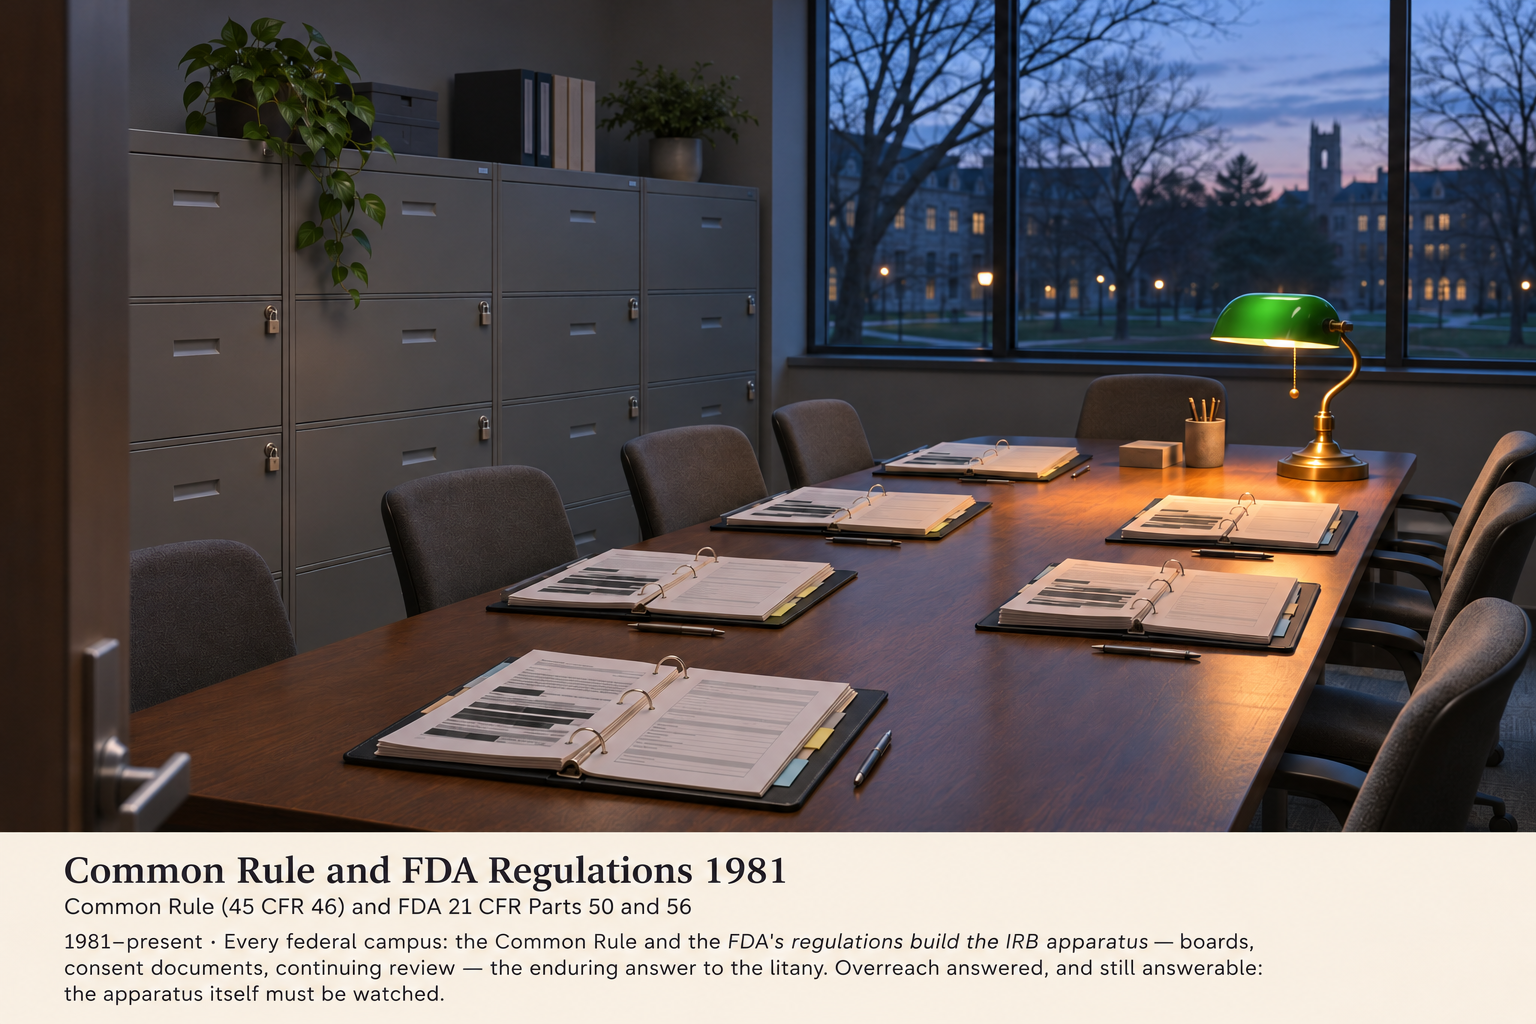 Common Rule and FDA Regulations 1981
Common Rule (45 CFR 46) and FDA 21 CFR Parts 50 and 56
1981–present · Every federal campus: the Common Rule and the FDA's regulations build the IRB apparatus — boards,
consent documents, continuing review — the enduring answer to the litany. Overreach answered, and still answerable:
the apparatus itself must be watched.